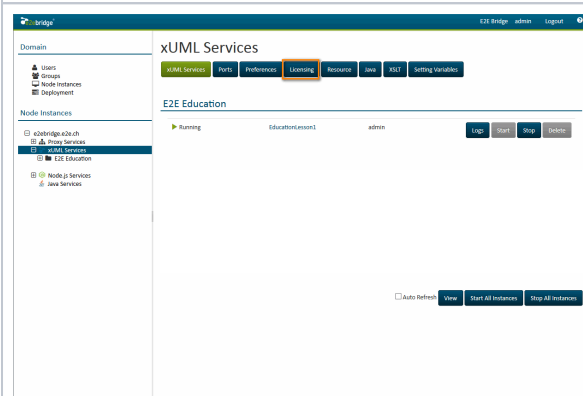 e2ebridge
E2E Bridge admin Logout
Domain
Users
Groups
Node Instances
Deployment
Node Instances
e2ebridge.e2e.ch
Proxy Services
xUML Services
E2E Education
Node.js Services
Java Services
xUML Services
xUML Services Ports Preferences Licensing Resource Java XSLT Setting Variables
E2E Education
Running EducationLesson1 admin Logs Start Stop Delete
Auto Refresh View Start All Instances Stop All Instances